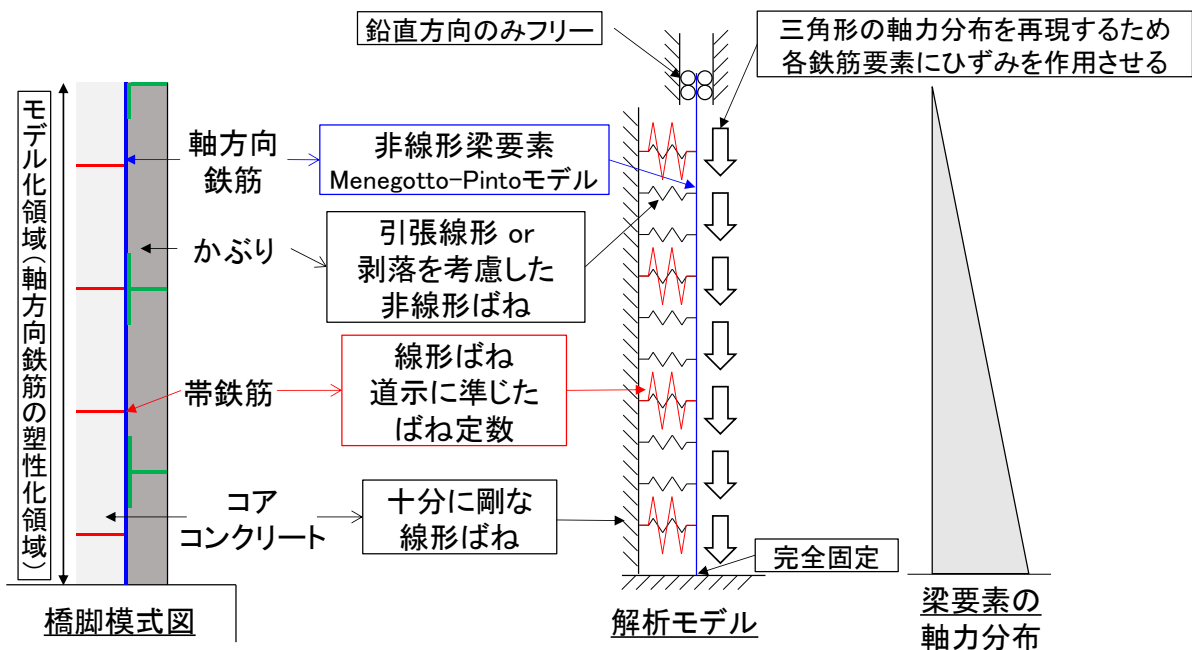 鉛直方向のみフリー
三角形の軸力分布を再現するため
各鉄筋要素にひずみを作用させる
モデル化領域(軸方向鉄筋の塑性化領域)
軸方向
鉄筋
非線形梁要素
Menegotto-Pintoモデル
かぶり
引張線形 or
剥落を考慮した
非線形ばね
帯鉄筋
線形ばね
道示に準じた
ばね定数
コア
コンクリート
十分に剛な
線形ばね
完全固定
橋脚模式図
解析モデル
梁要素の
軸力分布